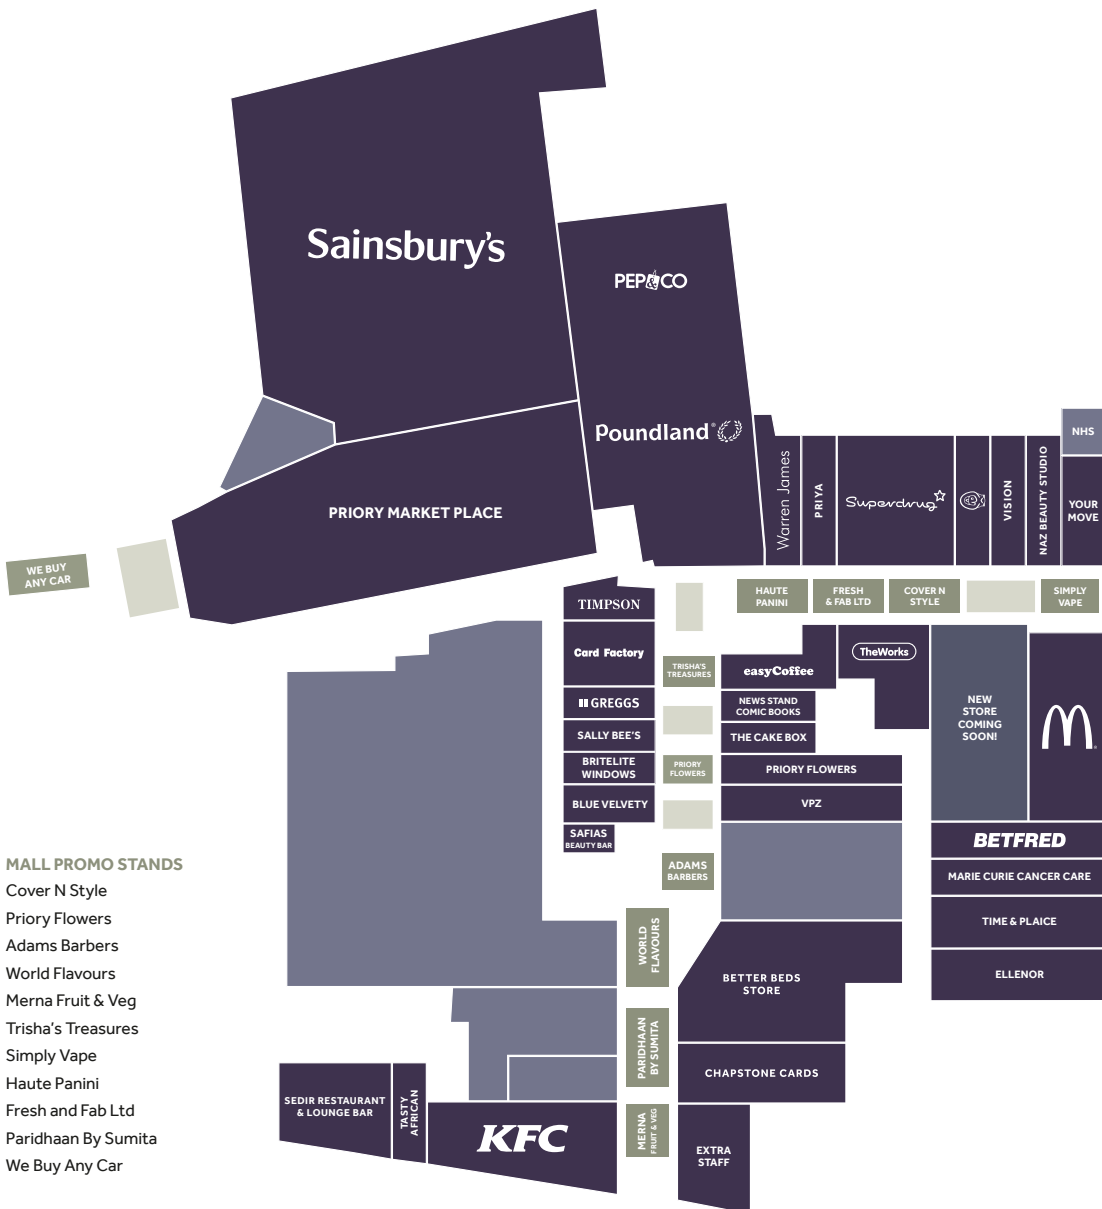 Sainsbury's
PEP&CO
poundland
PRIORY MARKET PLACE
WE BUY
ANY CAR
Warren James
PRIYA
Superdrug
VISION
NAZ BEAUTY STUDIO
NHS
YOUR
MOVE
HAUTE
PANINI
FRESH
& FAB LTD
COVER N
STYLE
SIMPLY
VAPE
TIMPSON
Card Factory
GREGGS
SALLY BEE'S
BRITELITE
WINDOWS
BLUE VELVETY
SAFIAS
BEAUTY BAR
TRISHA'S
TREASURES
PRIORY
FLOWERS
ADAMS
BARBERS
easyCoffee
TheWorks
NEWS STAND
COMIC BOOKS
THE CAKE BOX
PRIORY FLOWERS
VPZ
NEW
STORE
COMING
SOON!
BETFRED
MARIE CURIE CANCER CARE
TIME & PLAICE
ELLENOR
WORLD
FLAVOURS
BETTER BEDS
STORE
PARIDHAAN
BY SUMITA
CHAPSTONE CARDS
MERNA
FRUIT & VEG
EXTRA
STAFF
SEDIR RESTAURANT
& LOUNGE BAR
TASTY
AFRICAN
KFC
MALL PROMO STANDS
Cover N Style
Priory Flowers
Adams Barbers
World Flavours
Merna Fruit & Veg
Trisha's Treasures
Simply Vape
Haute Panini
Fresh and Fab Ltd
Paridhaan By Sumita
We Buy Any Car